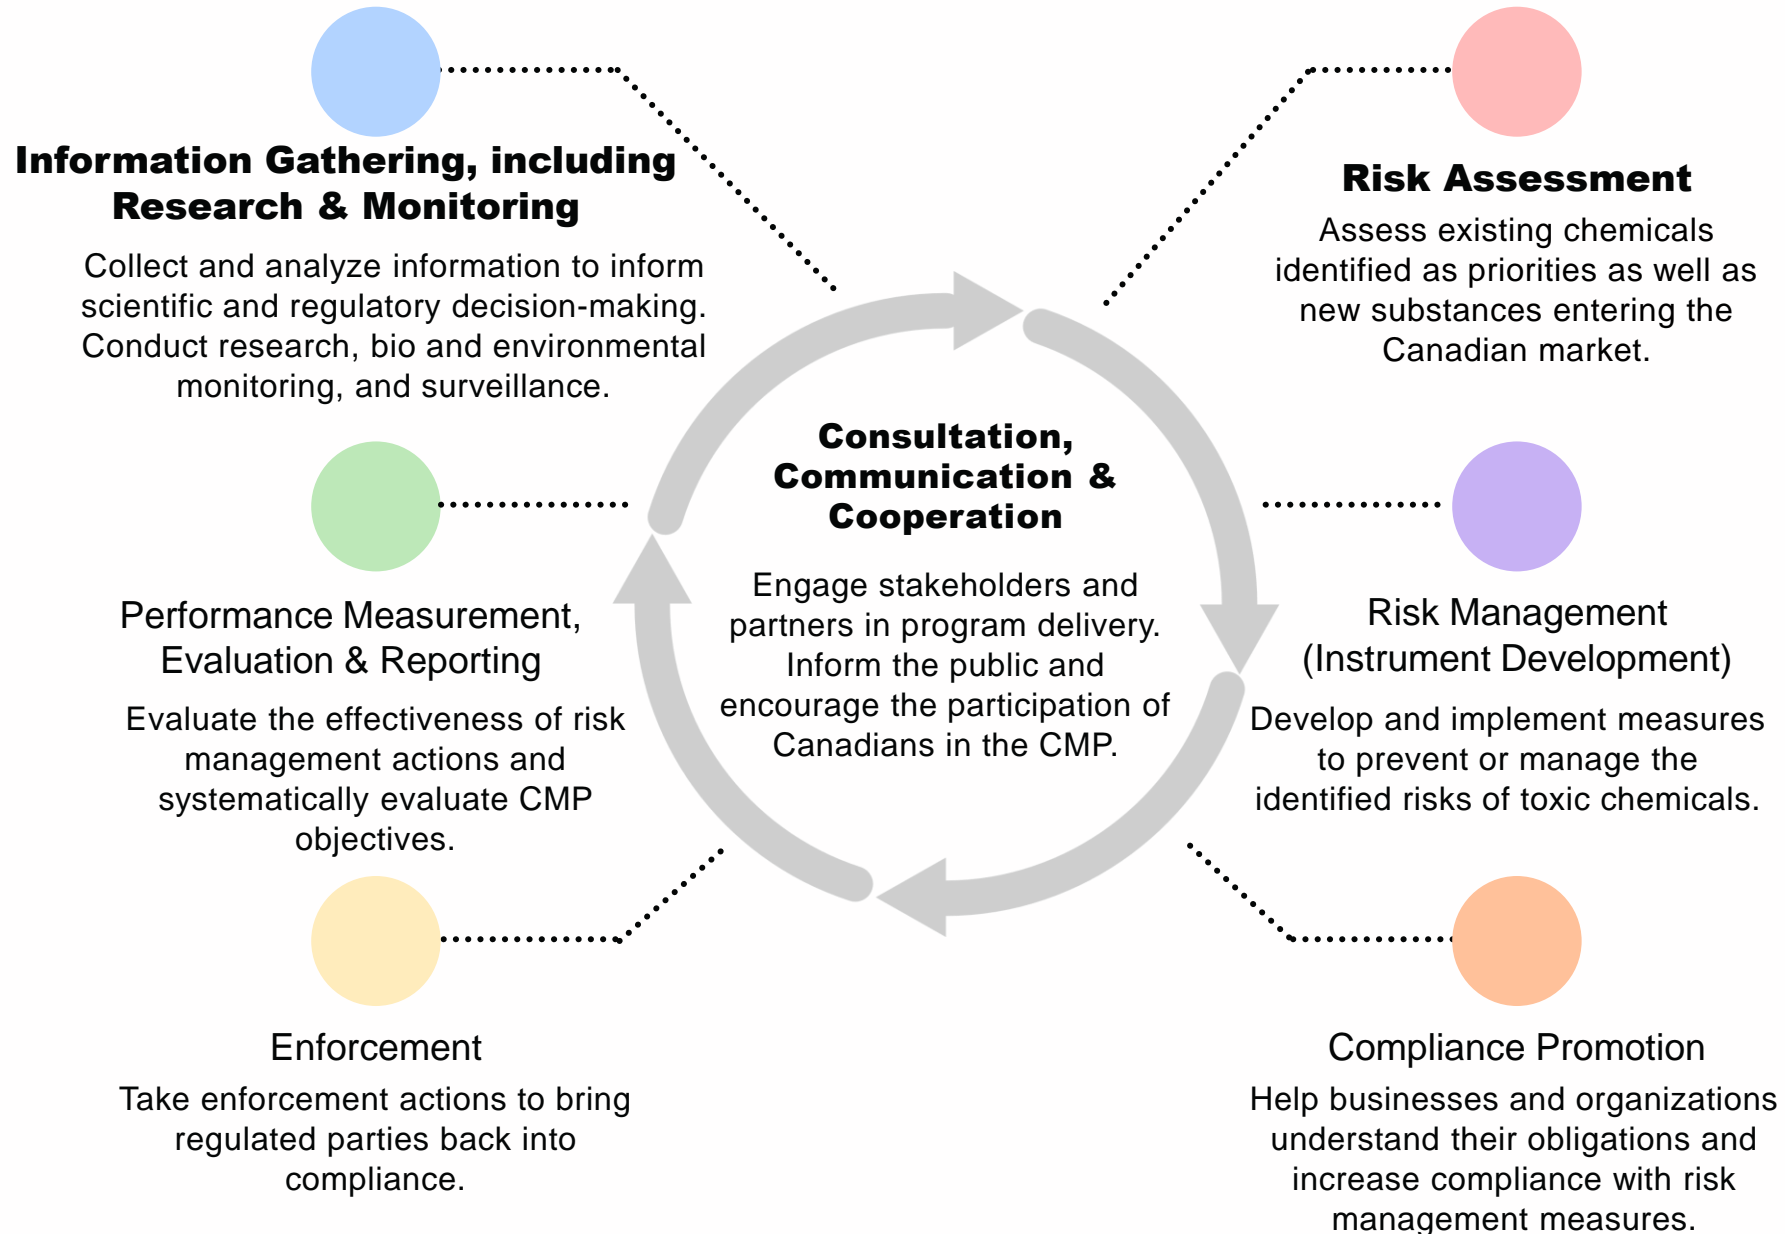 Information Gathering, including
Research & Monitoring
Collect and analyze information to inform
scientific and regulatory decision-making.
Conduct research, bio and environmental
monitoring, and surveillance.
Risk Assessment
Assess existing chemicals
identified as priorities as well as
new substances entering the
Canadian market.
Consultation,
Communication &
Cooperation
Engage stakeholders and
partners in program delivery.
Inform the public and
encourage the participation of
Canadians in the CMP.
Performance Measurement,
Evaluation & Reporting
Evaluate the effectiveness of risk
management actions and
systematically evaluate CMP
objectives.
Risk Management
(Instrument Development)
Develop and implement measures
to prevent or manage the
identified risks of toxic chemicals.
Enforcement
Take enforcement actions to bring
regulated parties back into
compliance.
Compliance Promotion
Help businesses and organizations
understand their obligations and
increase compliance with risk
management measures.